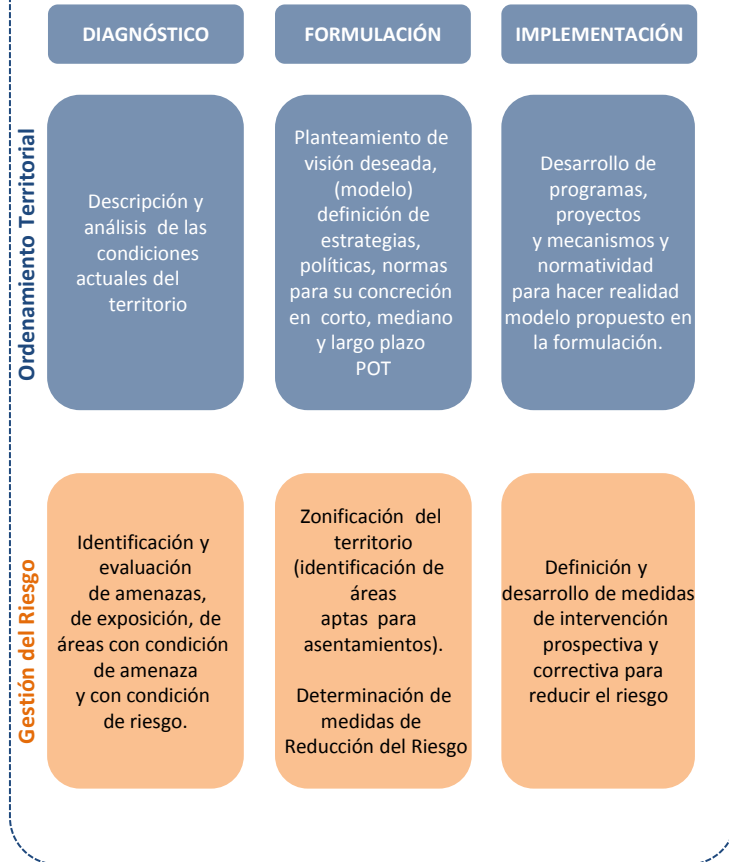 DIAGNÓSTICO
FORMULACIÓN
IMPLEMENTACIÓN
Ordenamiento Territorial
Descripción y
análisis de las
condiciones
actuales del
territorio
Planteamiento de
visión deseada,
(modelo)
definición de
estrategias,
políticas, normas
para su concreción
en corto, mediano
y largo plazo
POT
Desarrollo de
programas,
proyectos
y mecanismos y
normatividad
para hacer realidad
modelo propuesto en
la formulación.
Gestión del Riesgo
Identificación y
evaluación
de amenazas,
de exposición, de
áreas con condición
de amenaza
y con condición
de riesgo.
Zonificación del
territorio
(identificación de
áreas
aptas para
asentamientos).
Determinación de
medidas de
Reducción del Riesgo
Definición y
desarrollo de medidas
de intervención
prospectiva y
correctiva para
reducir el riesgo